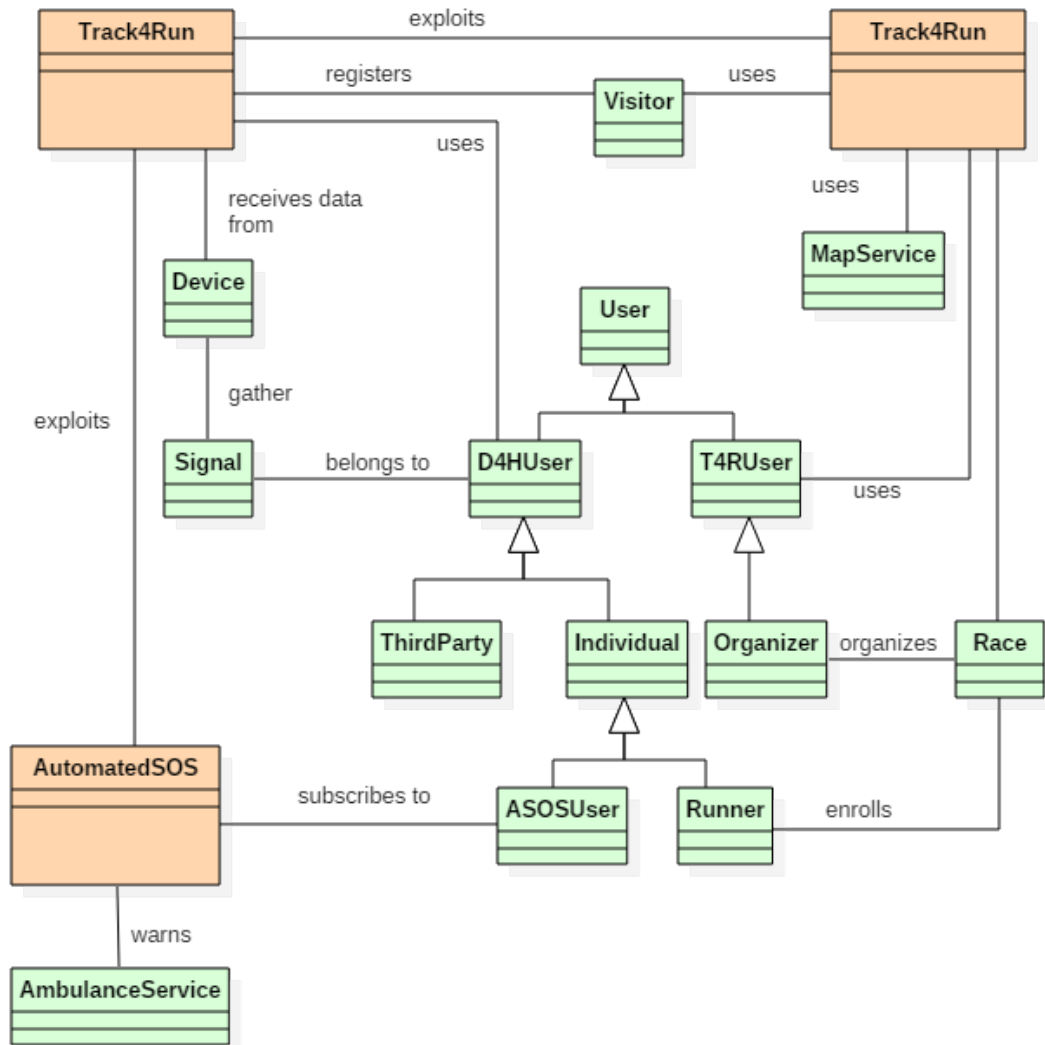 Track4Run
exploits
Track4Run
registers
Visitor
uses
uses
receives data
from
uses
MapService
Device
User
gather
exploits
Signal
belongs to
D4HUser
T4RUser
uses
ThirdParty
Individual
Organizer
organizes
Race
AutomatedSOS
subscribes to
ASOSUser
Runner
enrolls
warns
AmbulanceService